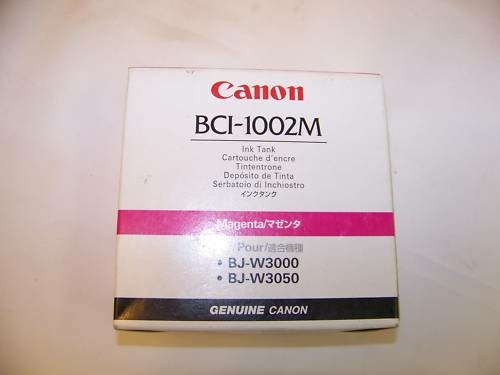 Canon
BCI-1002M
Ink Tank
Cartouche d'encre
Tintentrone
Depósito de Tinta
Serbatoio di Inchiostro
インクタンク
Magenta/マゼンタ
/Pour/適合機種
• BJ-W3000
• BJ-W3050
GENUINE CANON